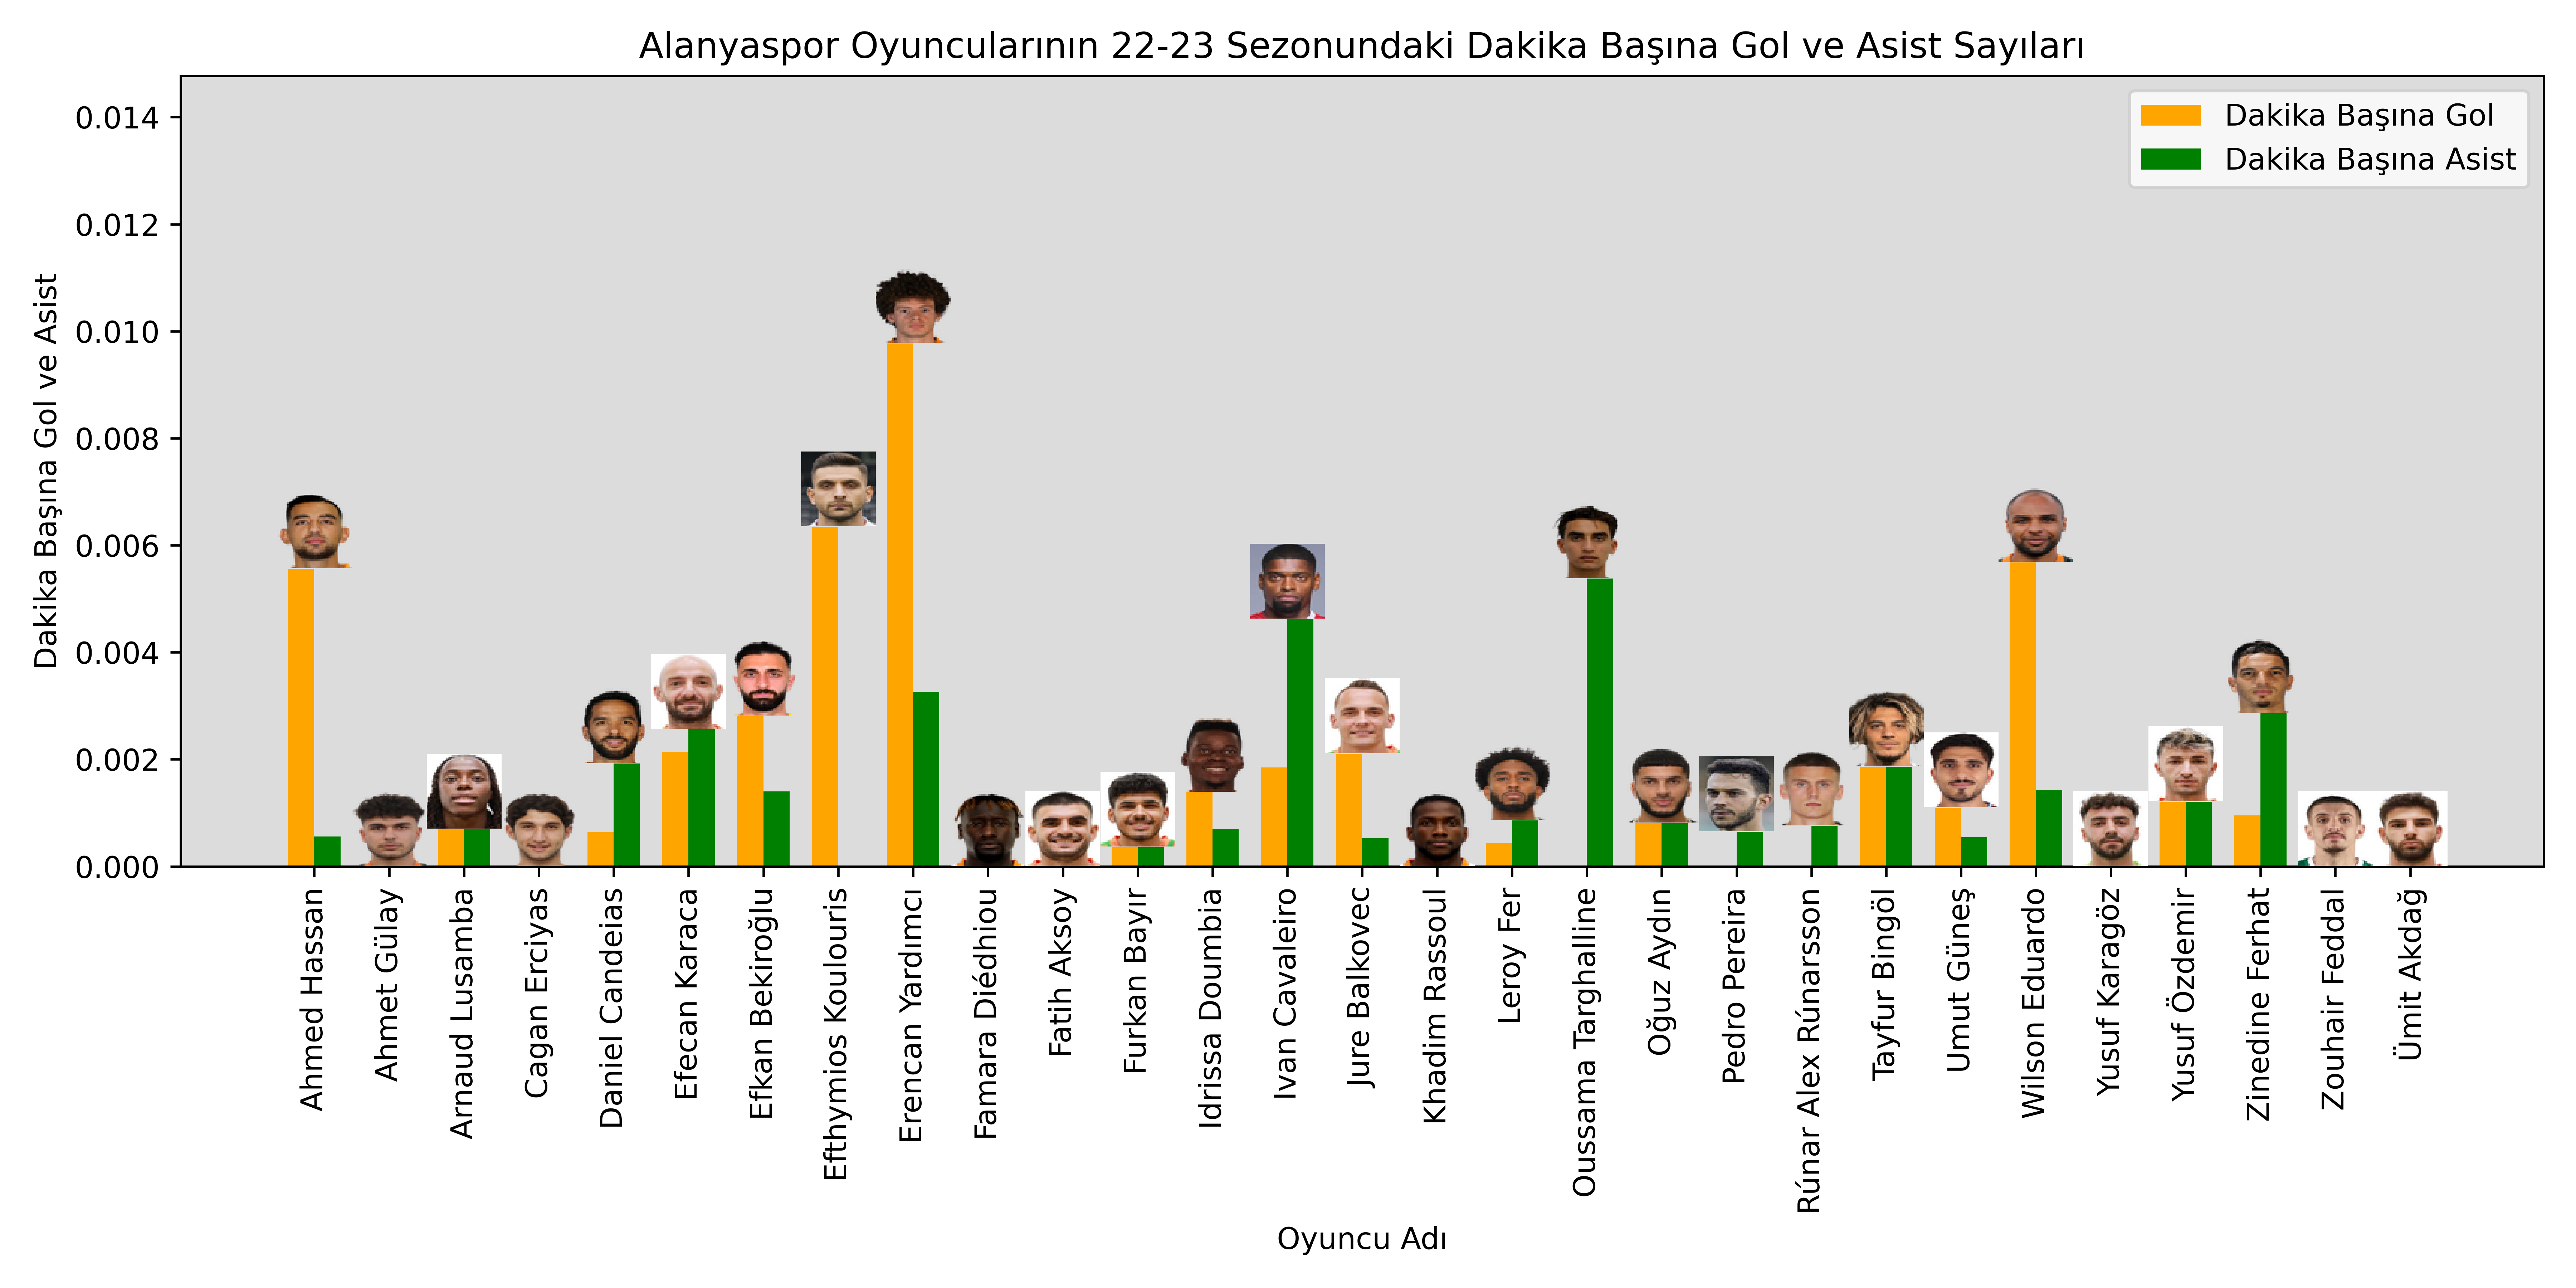 Alanyaspor Oyuncularının 22-23 Sezonundaki Dakika Başına Gol ve Asist Sayıları
Dakika Başına Gol
Dakika Başına Asist
Dakika Başına Gol ve Asist
0.014
0.012
0.010
0.008
0.006
0.004
0.002
0.000
Ahmed Hassan
Ahmet Gülay
Arnaud Lusamba
Cagan Erciyas
Daniel Candeias
Efecan Karaca
Efkan Bekiroğlu
Efthymios Koulouris
Erencan Yardımcı
Famara Diédhiou
Fatih Aksoy
Furkan Bayır
Idrissa Doumbia
Ivan Cavaleiro
Jure Balkovec
Khadim Rassoul
Leroy Fer
Oussama Targhalline
Oğuz Aydın
Pedro Pereira
Rúnar Alex Rúnarsson
Tayfur Bingöl
Umut Güneş
Wilson Eduardo
Yusuf Karagöz
Yusuf Özdemir
Zinedine Ferhat
Zouhair Feddal
Ümit Akdağ
Oyuncu Adı